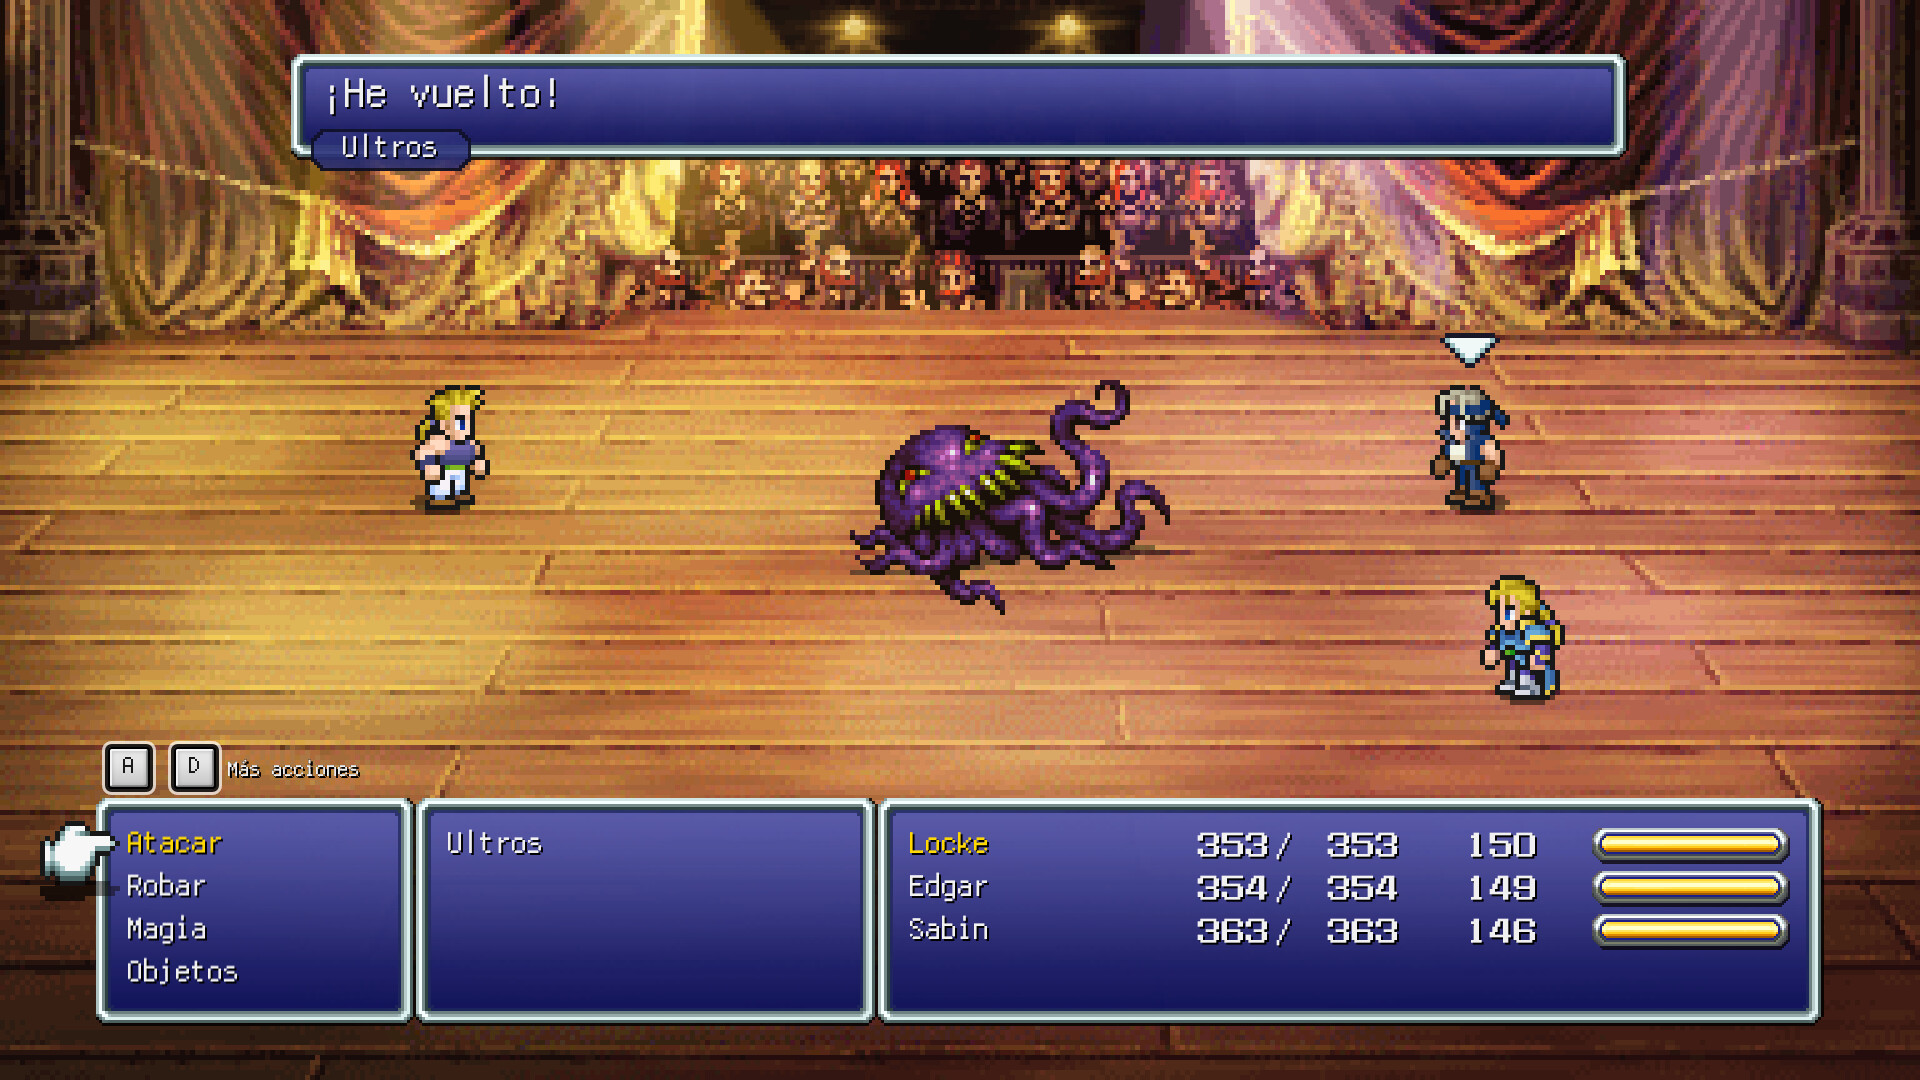 ¡He vuelto!
Ultros
A D Más acciones
Atacar
Robar
Magia
Objetos
Ultros
Locke 353/ 353 150
Edgar 354/ 354 149
Sabin 363/ 363 146